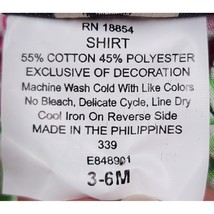 RN 18854
SHIRT
55% COTTON 45% POLYESTER
EXCLUSIVE OF DECORATION
Machine Wash Cold With Like Colors
No Bleach, Delicate Cycle, Line Dry
Cool Iron On Reverse Side
MADE IN THE PHILIPPINES
339
E848901
3-6M